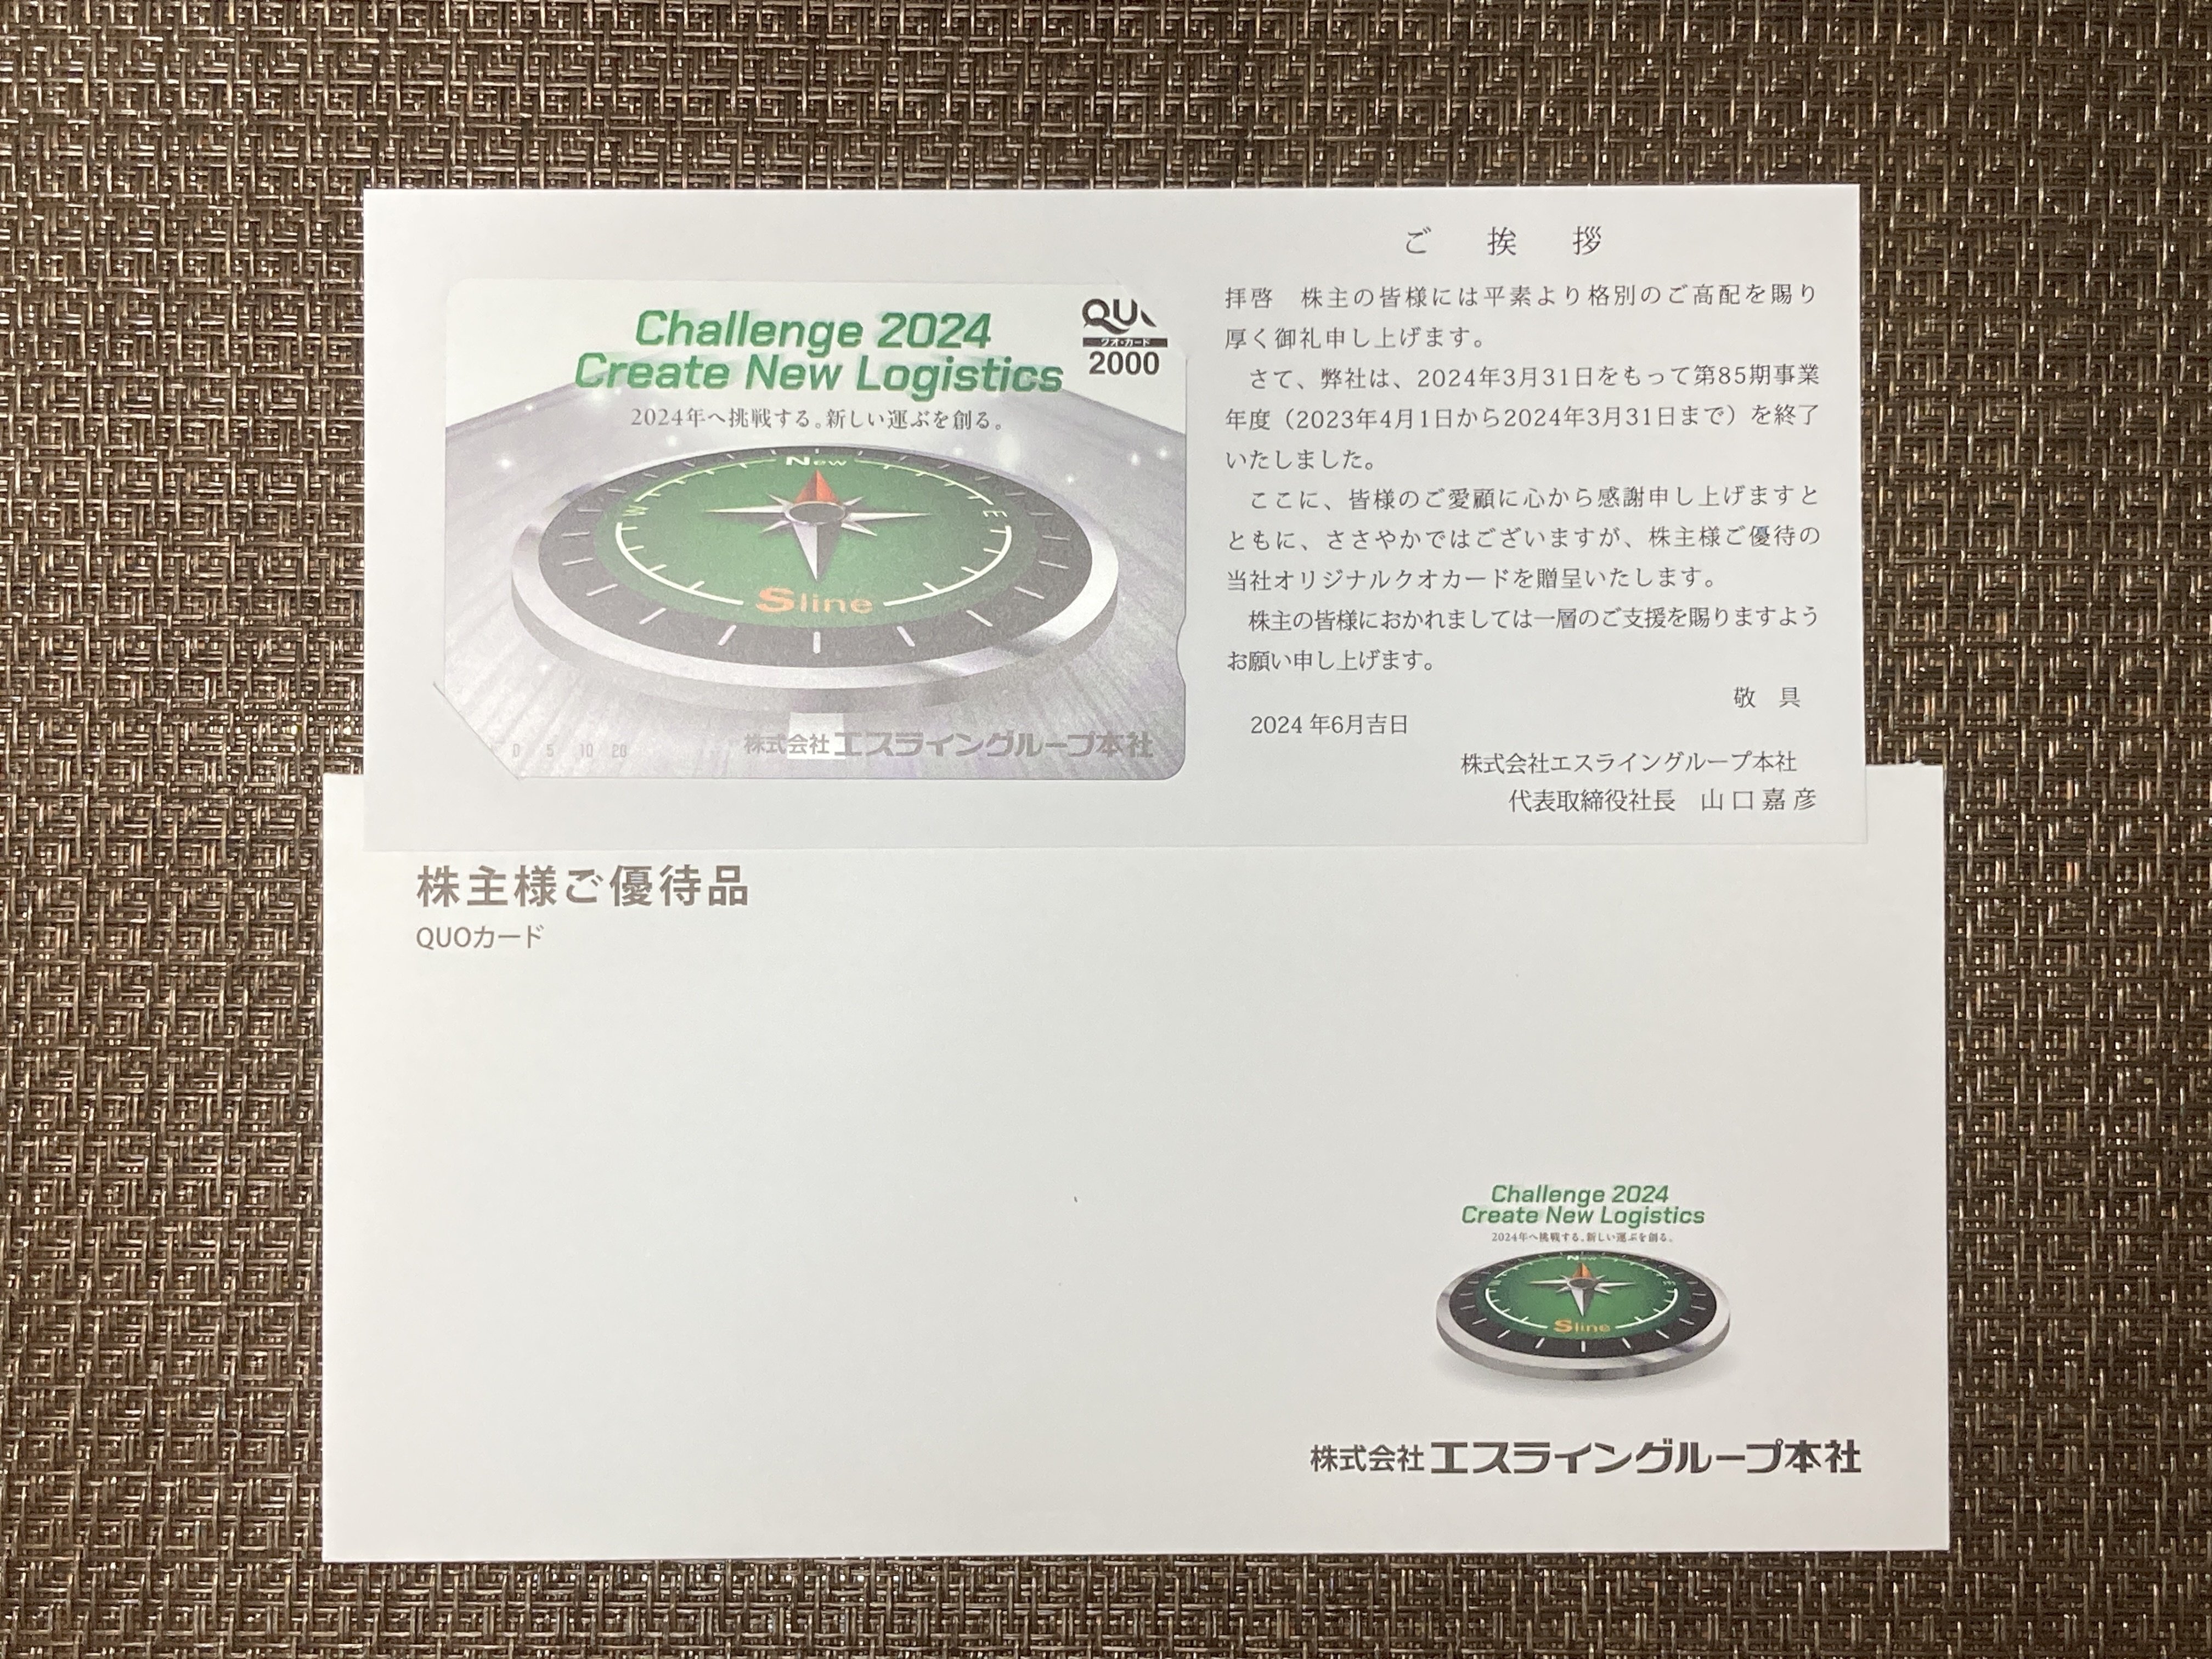 Challenge 2024
Create New Logistics
2024年へ挑戦する。新しい運ぶを創る。
QUO
クオ・カード
2000
New
W
E
Sline
0 5 10 20
株式会社エスライングループ本社
ご挨拶
拝啓　株主の皆様には平素より格別のご高配を賜り
厚く御礼申し上げます。
さて、弊社は、2024年3月31日をもって第85期事業
年度（2023年4月1日から2024年3月31日まで）を終了
いたしました。
ここに、皆様のご愛顧に心から感謝申し上げますと
ともに、ささやかではございますが、株主様ご優待の
当社オリジナルクオカードを贈呈いたします。
株主の皆様におかれましては一層のご支援を賜りますよう
お願い申し上げます。
敬　具
2024 年6月吉日
株式会社エスライングループ本社
代表取締役社長　山口嘉彦
株主様ご優待品
QUOカード
Challenge 2024
Create New Logistics
2024年へ挑戦する。新しい運ぶを創る。
New
W
E
Sline
株式会社エスライングループ本社